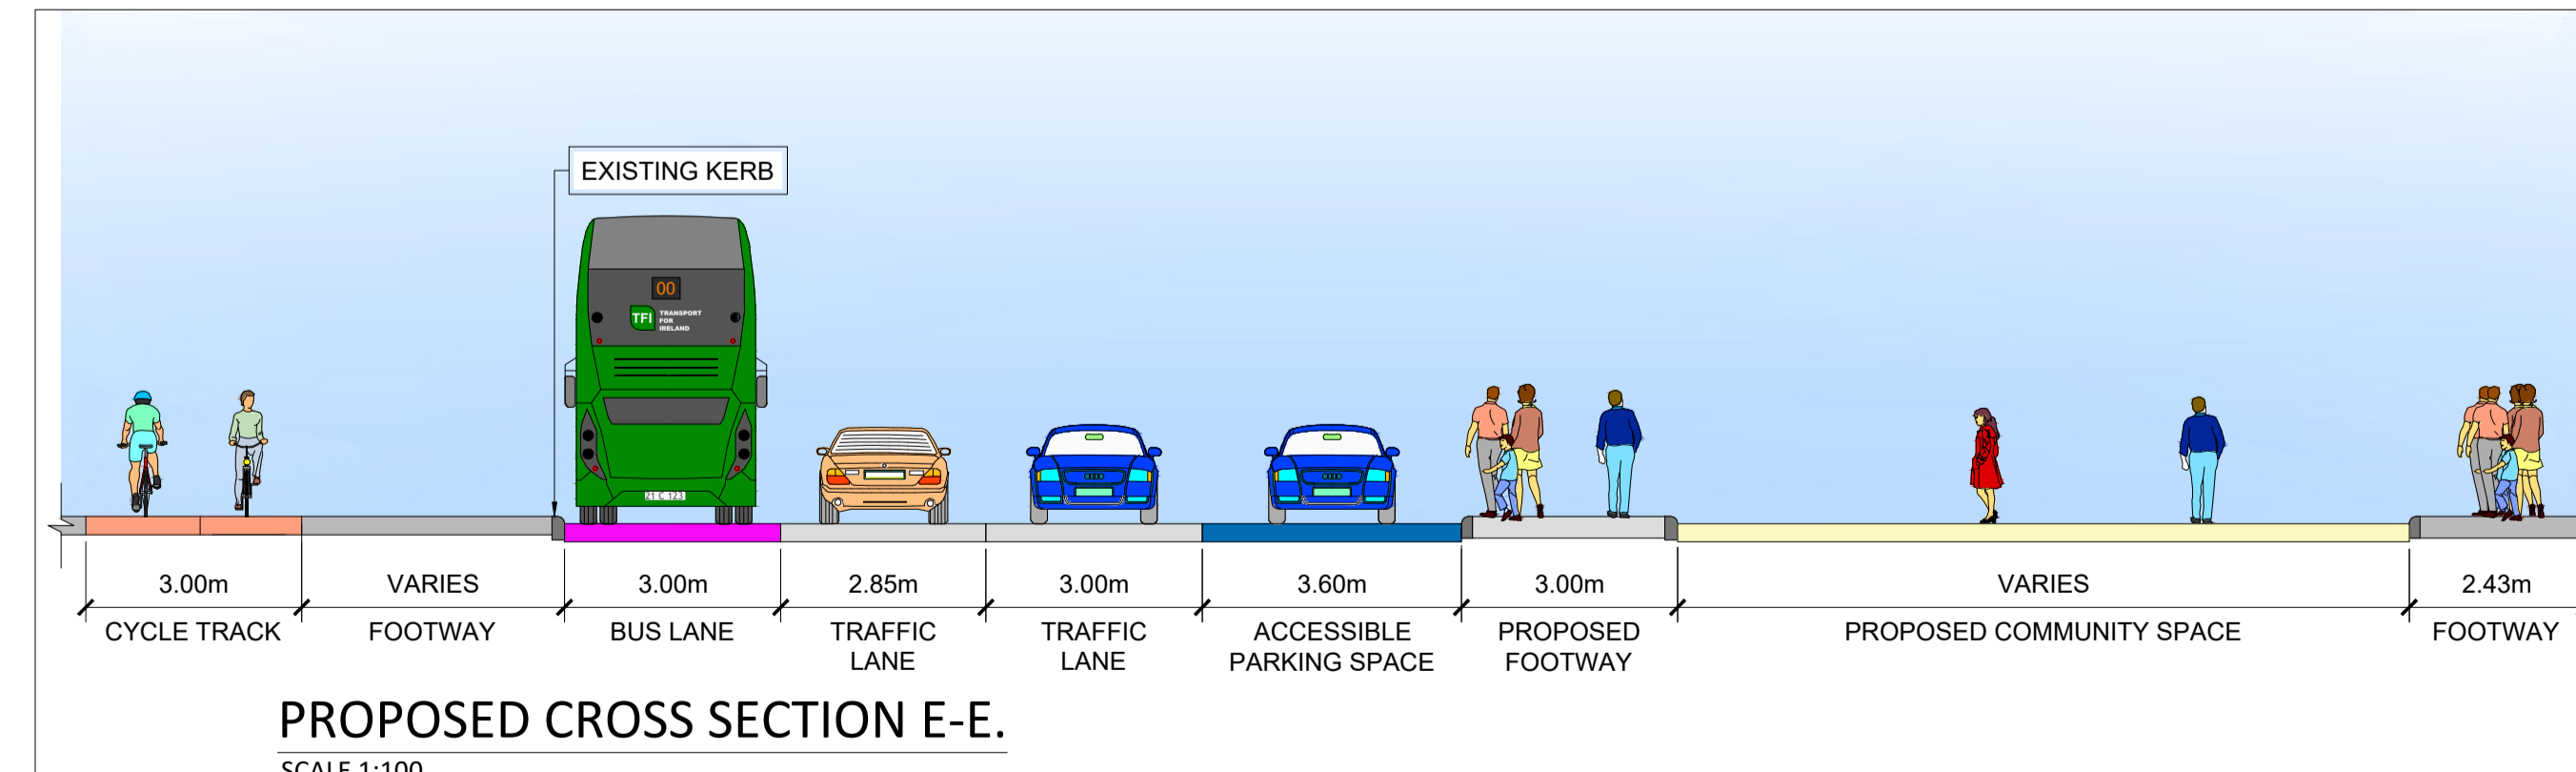 EXISTING KERB
00
TFI TRANSPORT
FOR
IRELAND
21 C 123
3.00m
VARIES
3.00m
2.85m
3.00m
3.60m
3.00m
VARIES
2.43m
CYCLE TRACK
FOOTWAY
BUS LANE
TRAFFIC
LANE
TRAFFIC
LANE
ACCESSIBLE
PARKING SPACE
PROPOSED
FOOTWAY
PROPOSED COMMUNITY SPACE
FOOTWAY
PROPOSED CROSS SECTION E-E.
SCALE 1:100